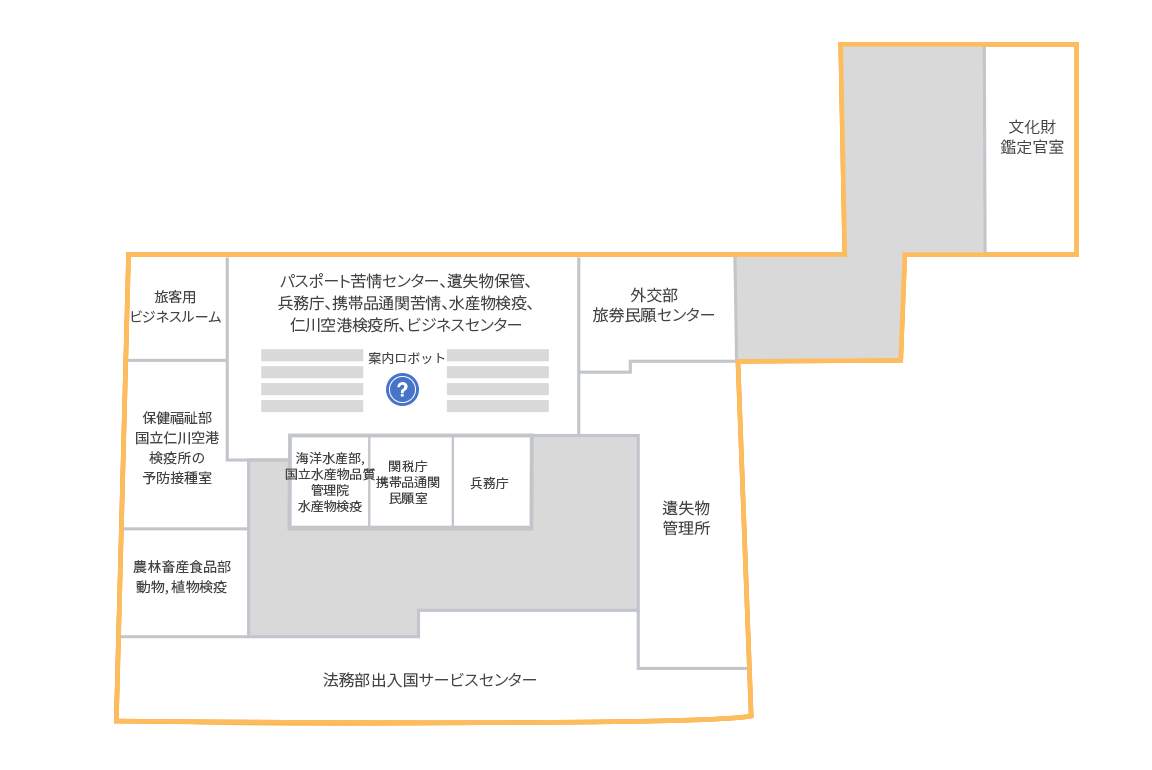 文化財
鑑定官室
旅客用
ビジネスルーム
パスポート苦情センター、遺失物保管、
兵務庁、携帯品通関苦情、水産物検疫、
仁川空港検疫所、ビジネスセンター
案内ロボット
?
外交部
旅券民願センター
保健福祉部
国立仁川空港
検疫所の
予防接種室
海洋水産部,
国立水産物品質
管理院
水産物検疫
関税庁
携帯品通関
民願室
兵務庁
遺失物
管理所
農林畜産食品部
動物, 植物検疫
法務部出入国サービスセンター